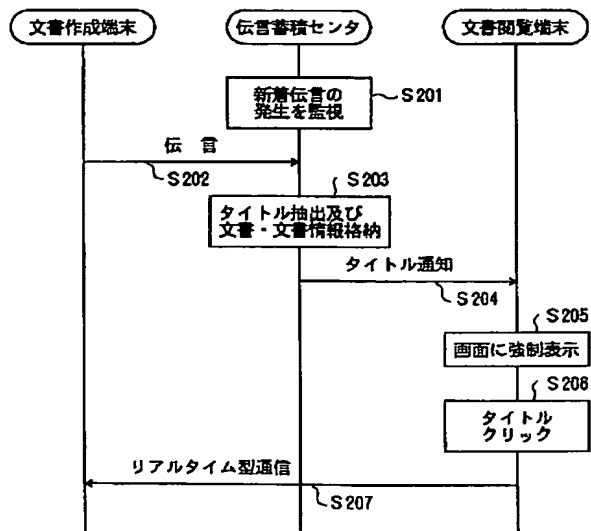 文書作成端末
伝言蓄積センタ
文書閲覧端末
新着伝言の
発生を監視
S201
伝 言
S202
S203
タイトル抽出及び
文書・文書情報格納
タイトル通知
S204
S205
画面に強制表示
S206
タイトル
クリック
リアルタイム型通信
S207